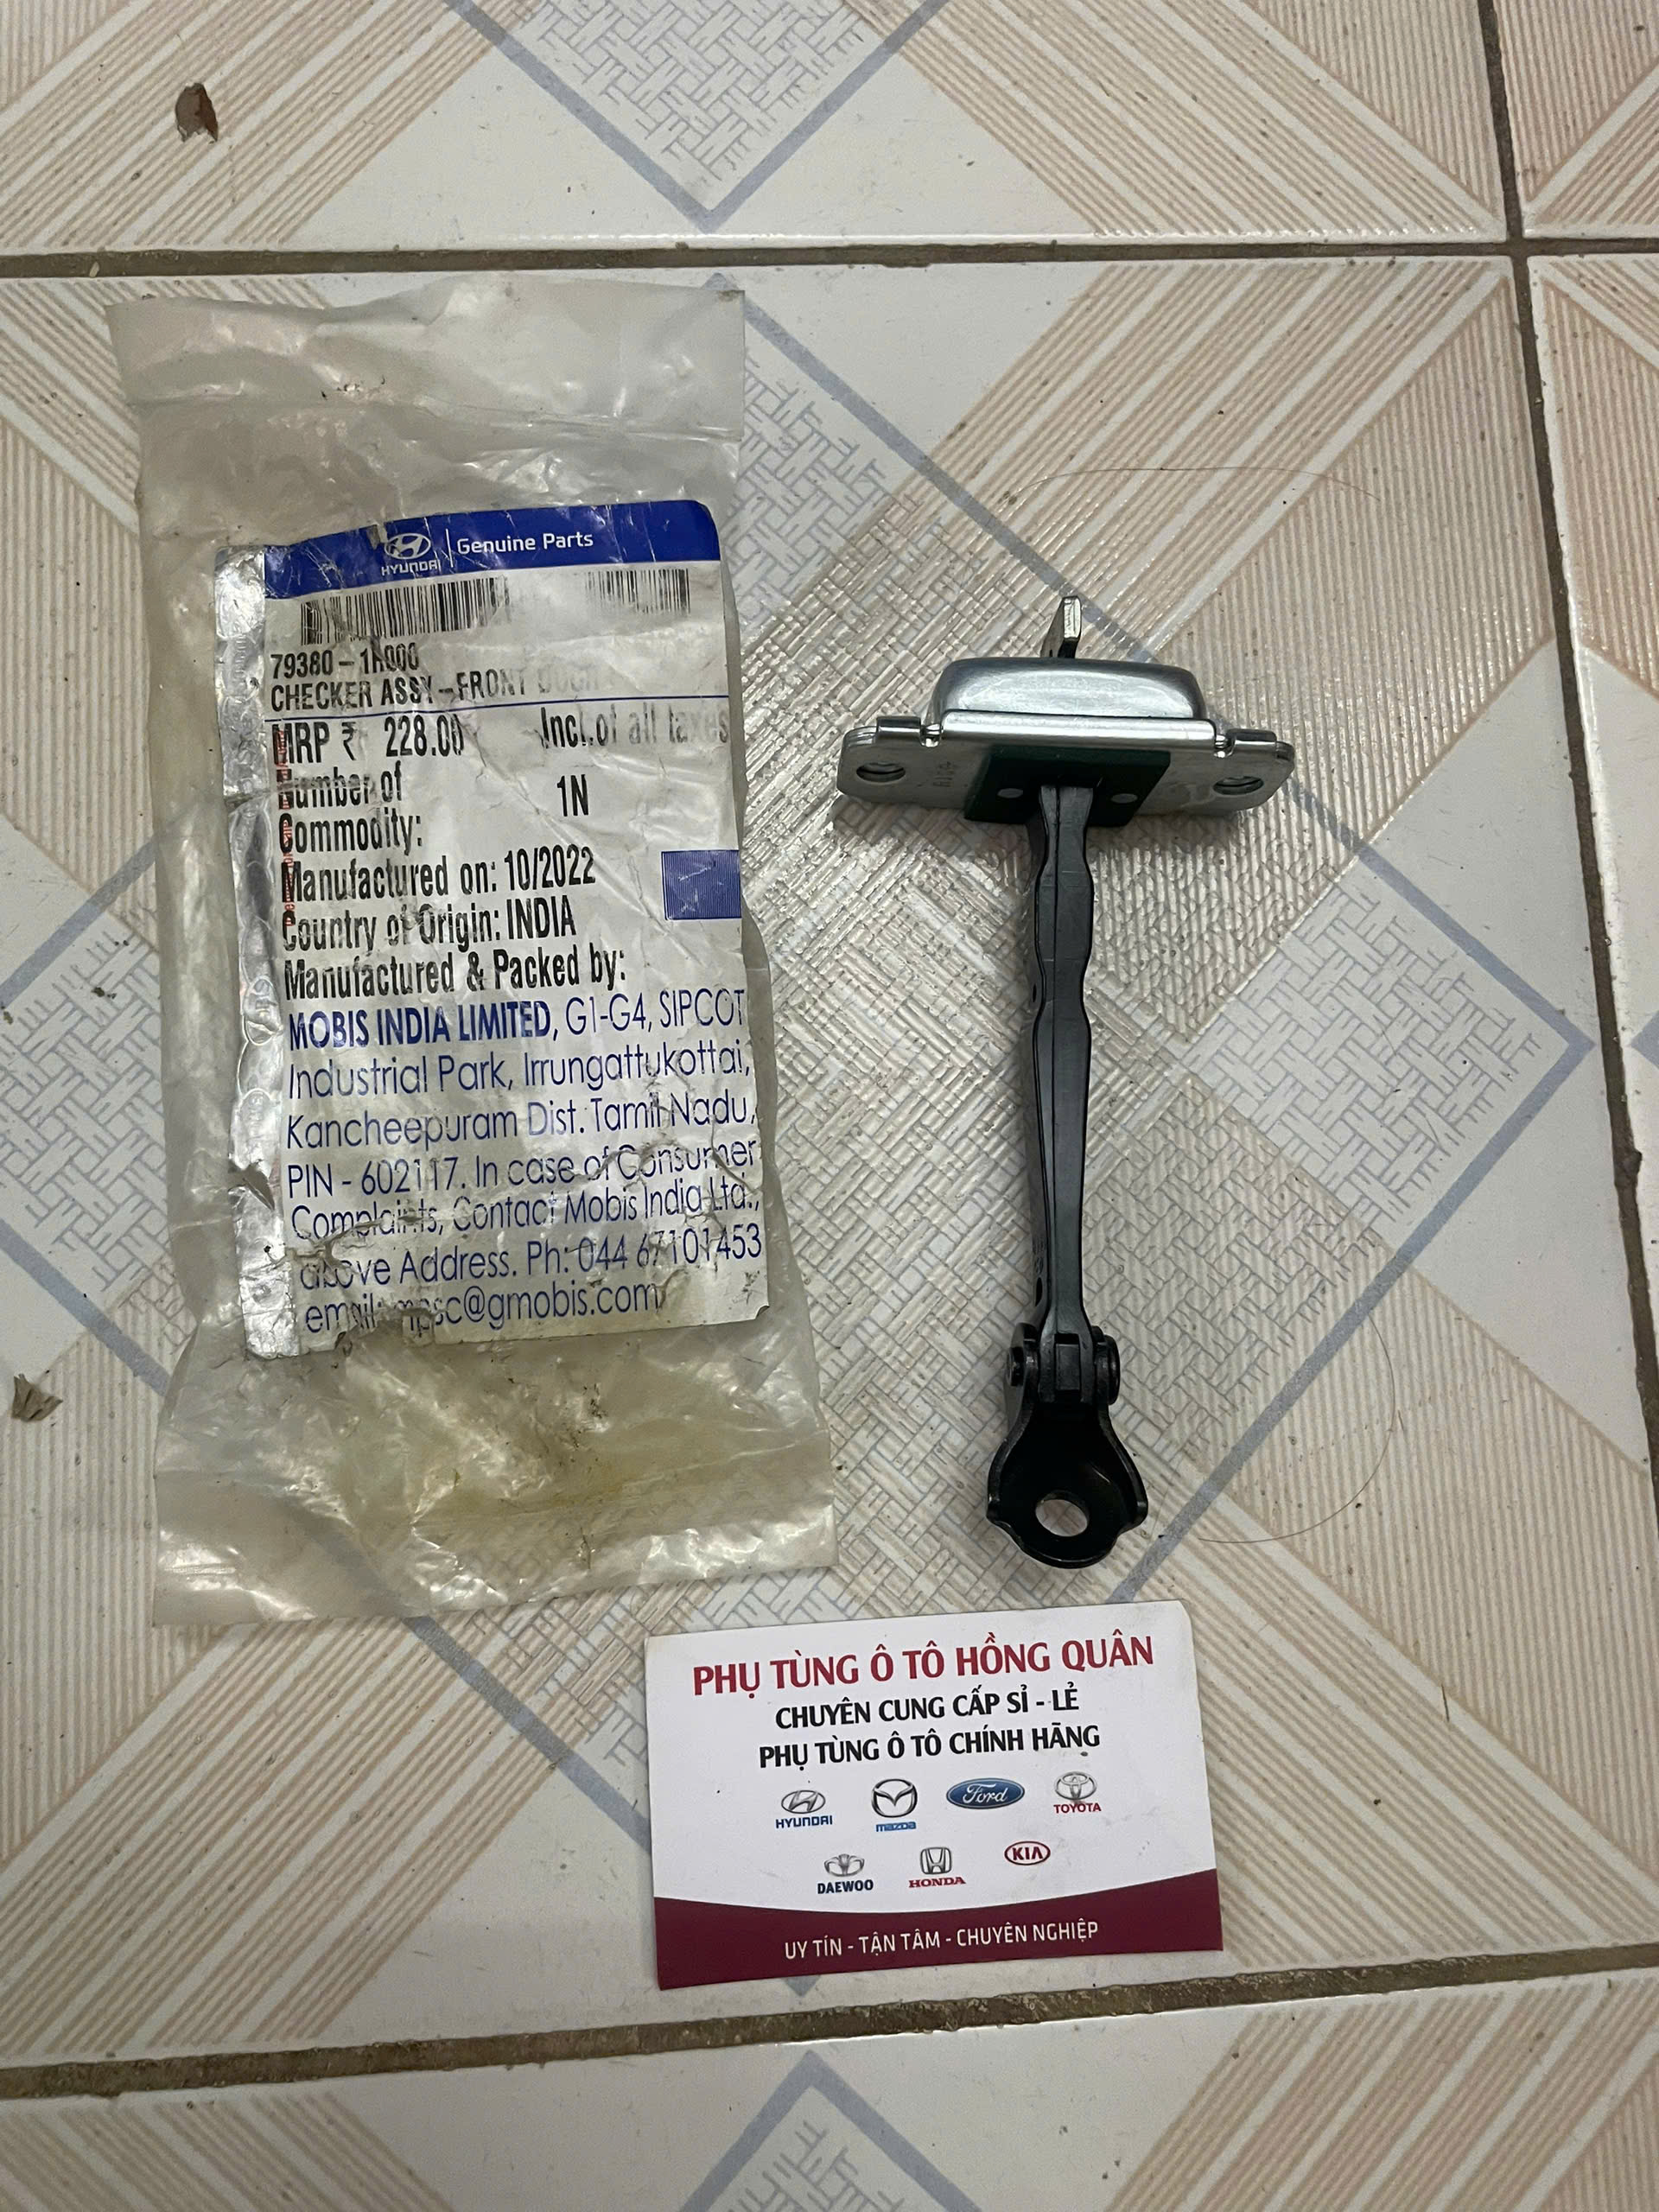 HYUNDAI | Genuine Parts
79380-1R000
CHECKER ASSY-FRONT DOOR
MRP ₹ 228.00 Incl.of all taxes
Number of
1N
Commodity:
Manufactured on: 10/2022
Country of Origin: INDIA
Manufactured & Packed by:
MOBIS INDIA LIMITED, G1-G4, SIPCOT
Industrial Park, Irrungattukottai,
Kancheepuram Dist. Tamil Nadu,
PIN - 602117. In case of Consumer
Complaints, Contact Mobis India Ltd.,
above Address. Ph: 044 67101453
email: mpsc@gmobis.com
PHỤ TÙNG Ô TÔ HỒNG QUÂN
CHUYÊN CUNG CẤP SỈ - LẺ
PHỤ TÙNG Ô TÔ CHÍNH HÃNG
HYUNDAI mazda Ford TOYOTA
DAEWOO HONDA KIA
UY TÍN - TẬN TÂM - CHUYÊN NGHIỆP